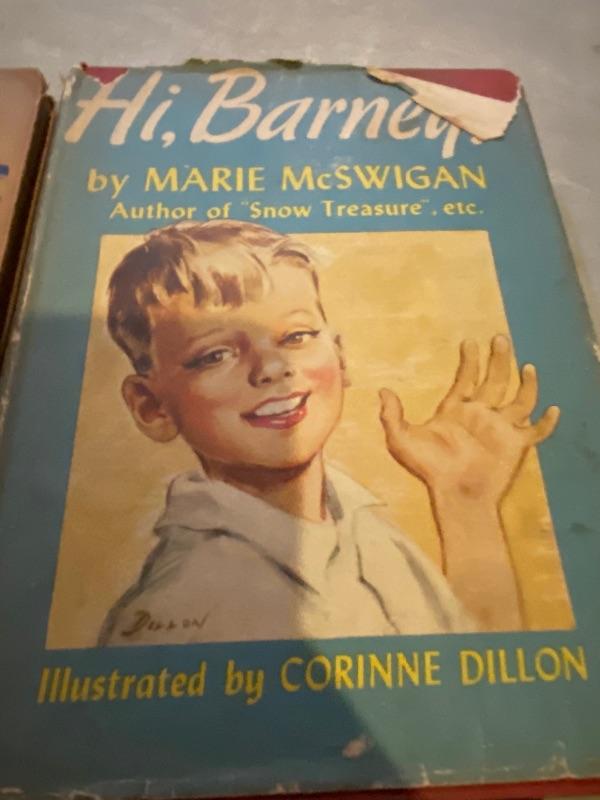 Hi, Barney!
by MARIE McSWIGAN
Author of "Snow Treasure", etc.
DILLON
Illustrated by CORINNE DILLON